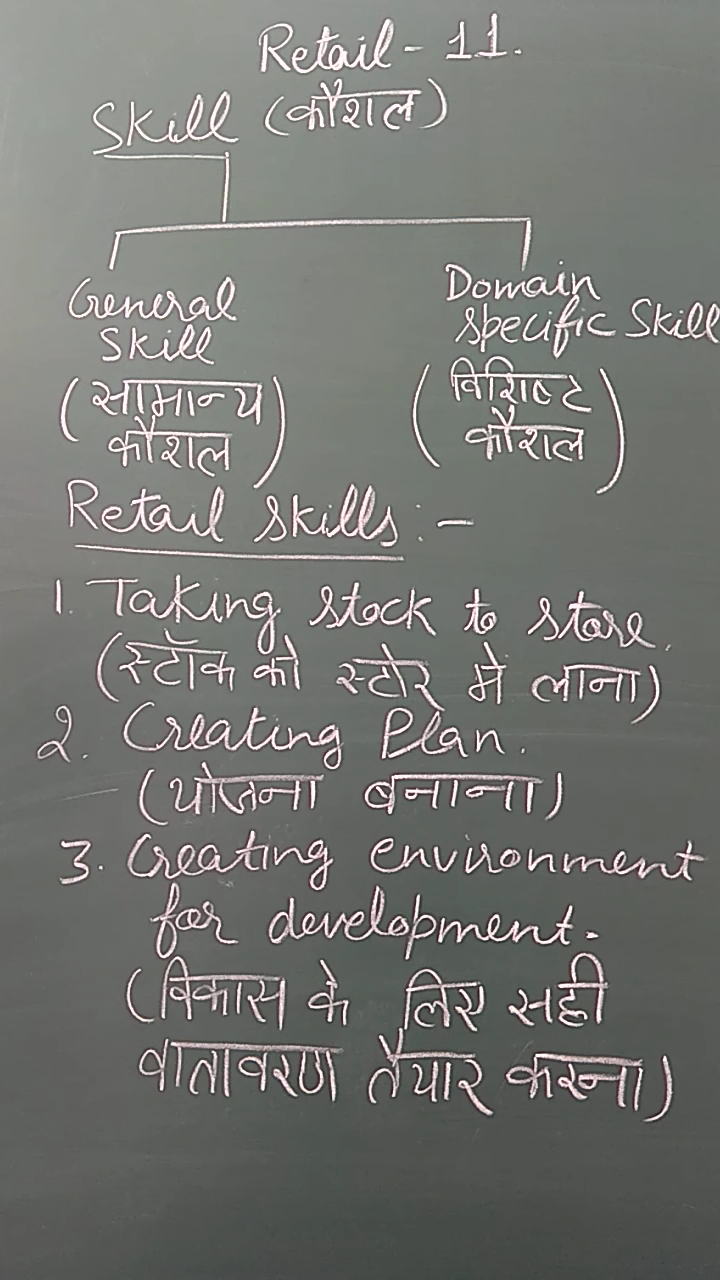 Retail - 11.
Skill (कौशल)
General Skill
(सामान्य कौशल)
Domain Specific Skill
(विशिष्ट कौशल)
Retail skills :-
1. Taking stock to store.
(स्टॉक को स्टोर मे लाना)
2. Creating Plan.
(योजना बनाना)
3. Creating environment
for development.
(विकास के लिए सही
वातावरण तैयार करना)